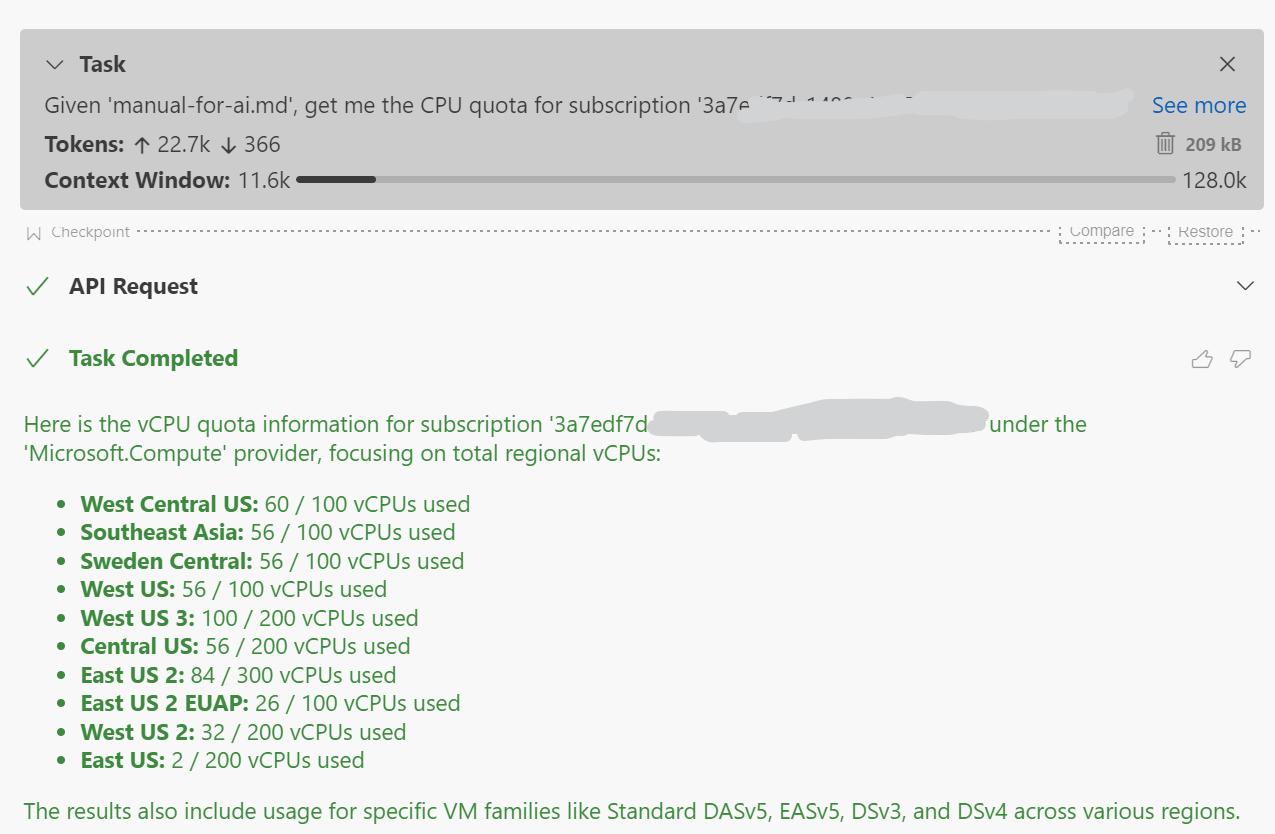 Task
Given 'manual-for-ai.md', get me the CPU quota for subscription '3a7e
See more
Tokens: ↑ 22.7k ↓ 366
209 kB
Context Window: 11.6k
128.0k
Checkpoint
Compare
Restore
API Request
Task Completed
Here is the vCPU quota information for subscription '3a7edf7d under the
'Microsoft.Compute' provider, focusing on total regional vCPUs:
• West Central US: 60 / 100 vCPUs used
• Southeast Asia: 56 / 100 vCPUs used
• Sweden Central: 56 / 100 vCPUs used
• West US: 56 / 100 vCPUs used
• West US 3: 100 / 200 vCPUs used
• Central US: 56 / 200 vCPUs used
• East US 2: 84 / 300 vCPUs used
• East US 2 EUAP: 26 / 100 vCPUs used
• West US 2: 32 / 200 vCPUs used
• East US: 2 / 200 vCPUs used
The results also include usage for specific VM families like Standard DASv5, EASv5, DSv3, and DSv4 across various regions.